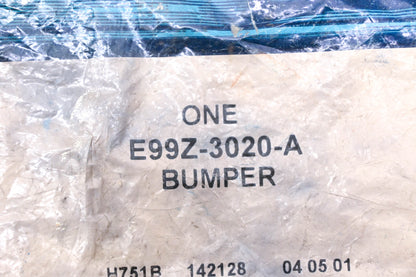 ONE
E99Z-3020-A
BUMPER
H751B 142128 04 05 01